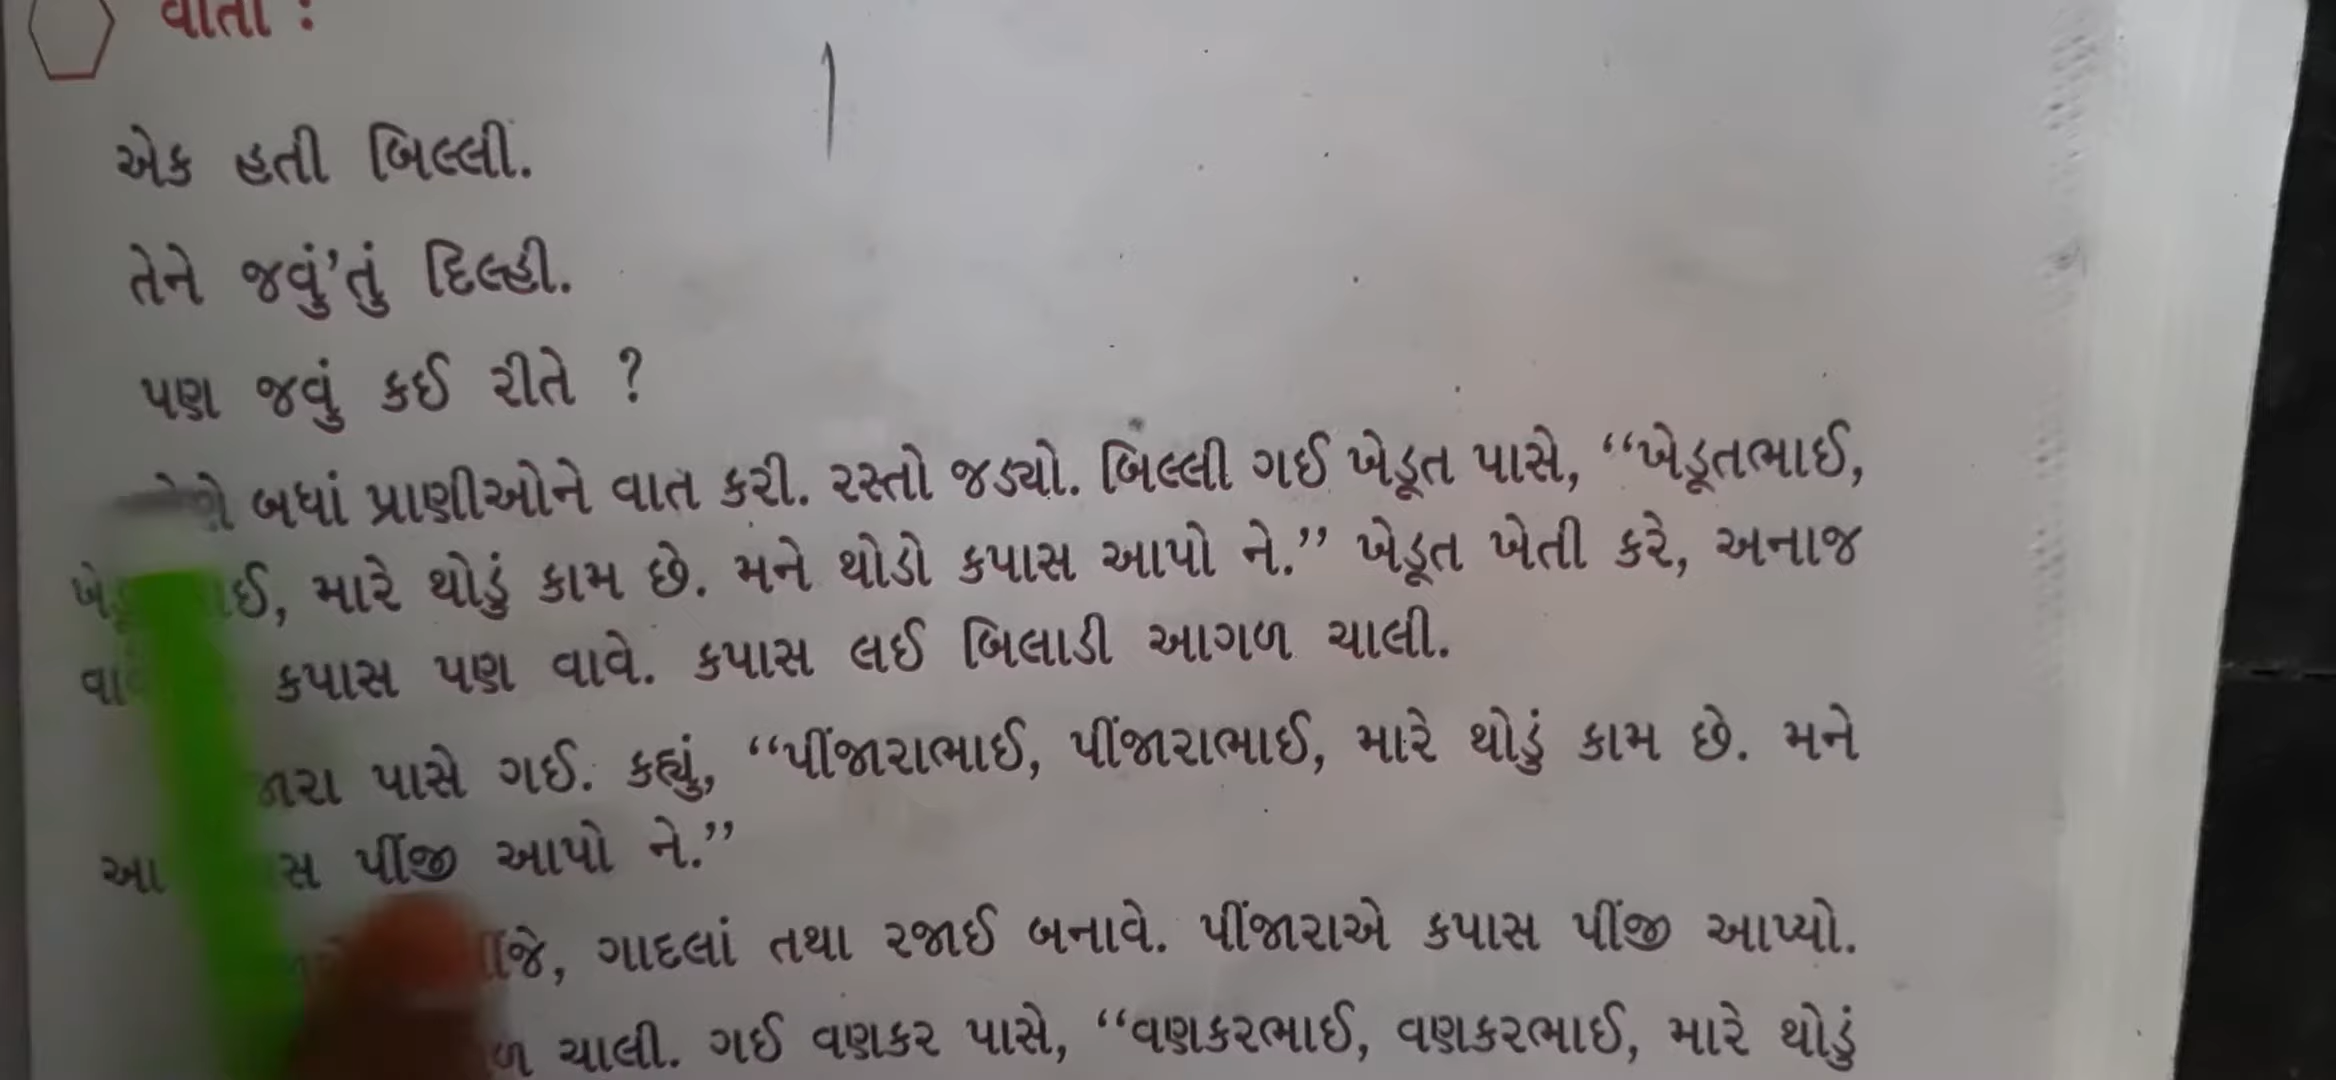 વાર્તા :
એક હતી બિલ્લી.
તેને જવું'તું દિલ્હી.
પણ જવું કઈ રીતે ?
બધાં પ્રાણીઓને વાત કરી. રસ્તો જડ્યો. બિલ્લી ગઈ ખેડૂત પાસે, “ખેડૂતભાઈ,
મારે થોડું કામ છે. મને થોડો કપાસ આપો ને.” ખેડૂત ખેતી કરે, અનાજ
કપાસ પણ વાવે. કપાસ લઈ બિલાડી આગળ ચાલી.
પાસે ગઈ. કહ્યું, “પીંજારાભાઈ, પીંજારાભાઈ, મારે થોડું કામ છે. મને
આ પીંજી આપો ને.”
ગાદલાં તથા રજાઈ બનાવે. પીંજારાએ કપાસ પીંજી આપ્યો.
ચાલી. ગઈ વણકર પાસે, “વણકરભાઈ, વણકરભાઈ, મારે થોડું